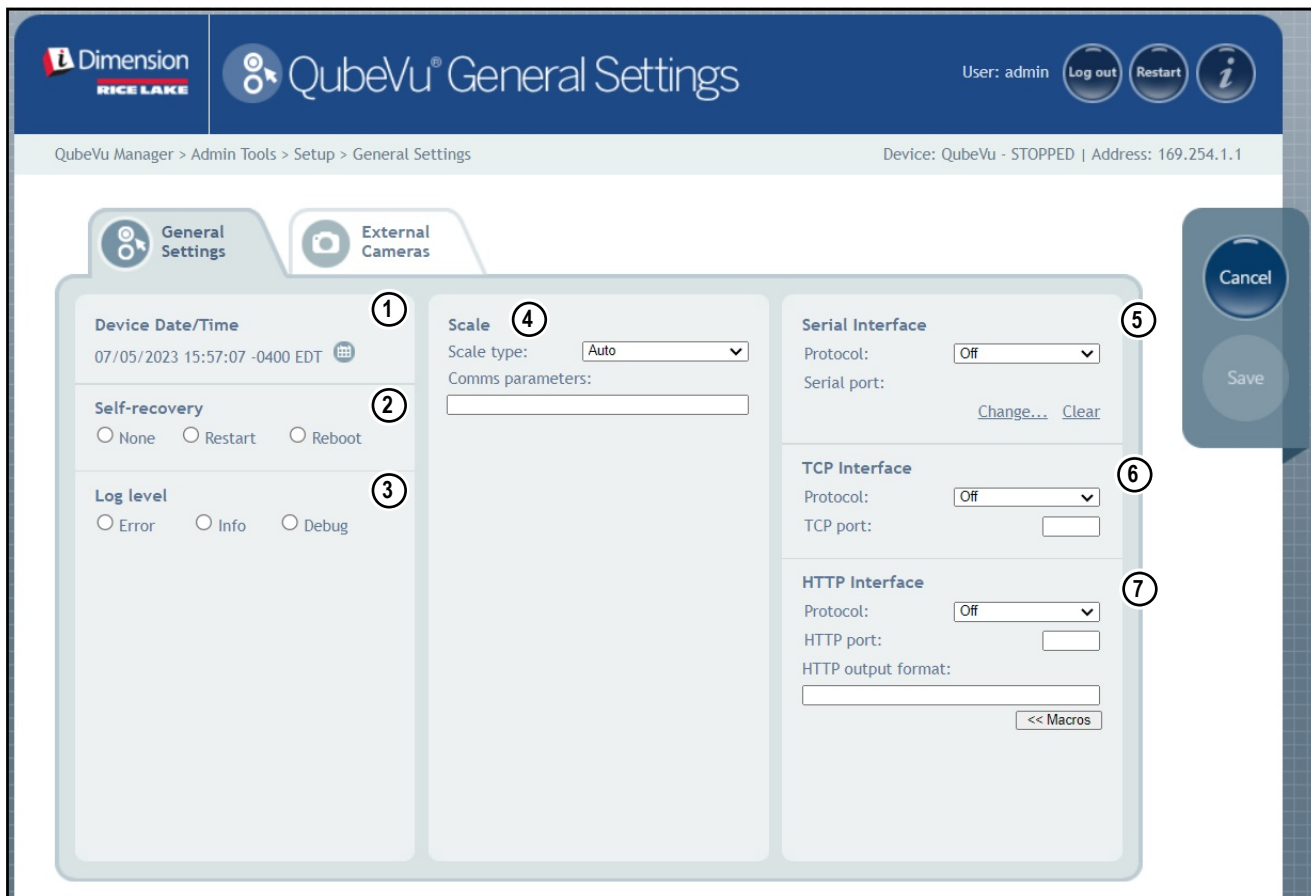 i Dimension
RICE LAKE
QubeVu® General Settings
User: admin
Log out
Restart
i
QubeVu Manager > Admin Tools > Setup > General Settings
Device: QubeVu - STOPPED | Address: 169.254.1.1
General
Settings
External
Cameras
Cancel
Save
1
Device Date/Time
07/05/2023 15:57:07 -0400 EDT
2
Self-recovery
None Restart Reboot
3
Log level
Error Info Debug
Scale 4
Scale type: Auto
Comms parameters:
Serial Interface 5
Protocol: Off
Serial port:
Change... Clear
TCP Interface 6
Protocol: Off
TCP port:
HTTP Interface 7
Protocol: Off
HTTP port:
HTTP output format:
<< Macros